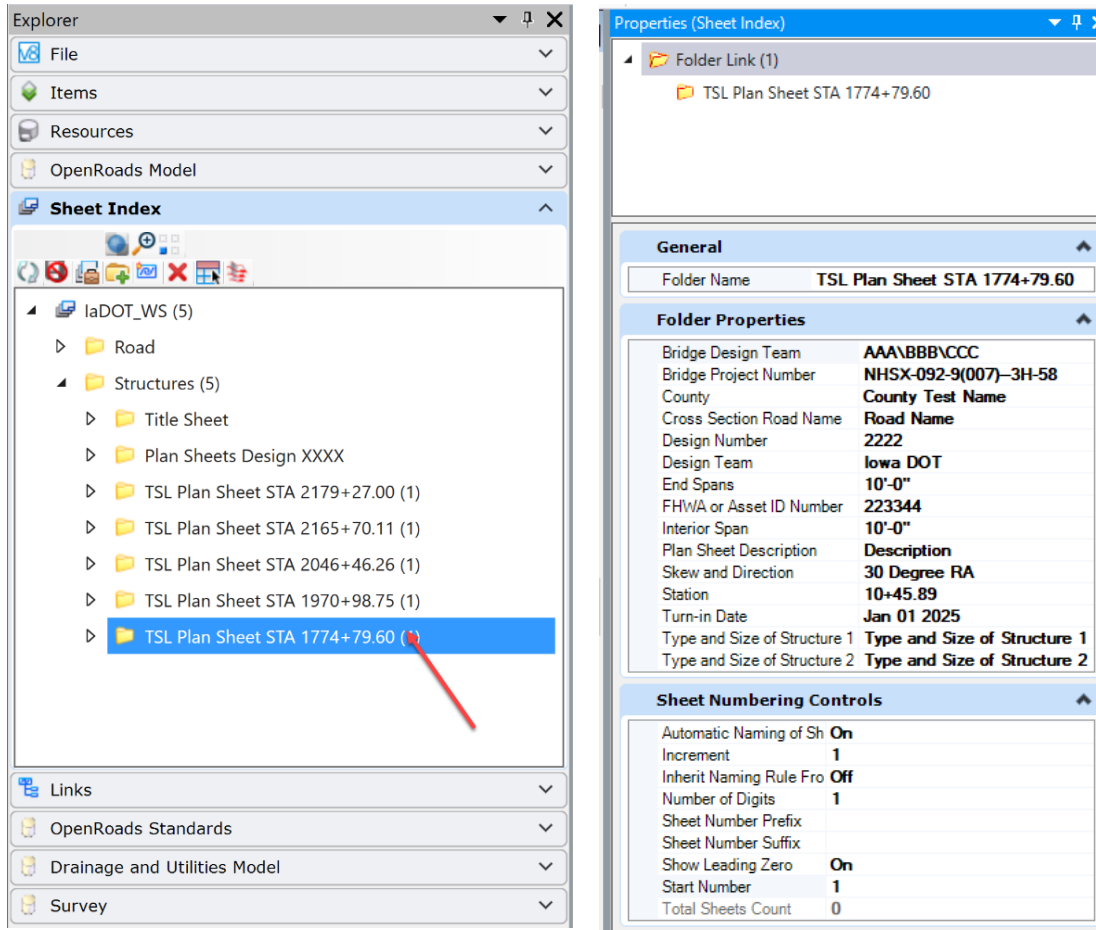 Explorer
File
Items
Resources
OpenRoads Model
Sheet Index
IaDOT_WS (5)
Road
Structures (5)
Title Sheet
Plan Sheets Design XXXX
TSL Plan Sheet STA 2179+27.00 (1)
TSL Plan Sheet STA 2165+70.11 (1)
TSL Plan Sheet STA 2046+46.26 (1)
TSL Plan Sheet STA 1970+98.75 (1)
TSL Plan Sheet STA 1774+79.60
Links
OpenRoads Standards
Drainage and Utilities Model
Survey
Properties (Sheet Index)
Folder Link (1)
TSL Plan Sheet STA 1774+79.60
General
Folder Name TSL Plan Sheet STA 1774+79.60
Folder Properties
Bridge Design Team AAA\BBB\CCC
Bridge Project Number NHSX-092-9(007)--3H-58
County County Test Name
Cross Section Road Name Road Name
Design Number 2222
Design Team Iowa DOT
End Spans 10'-0"
FHWA or Asset ID Number 223344
Interior Span 10'-0"
Plan Sheet Description Description
Skew and Direction 30 Degree RA
Station 10+45.89
Turn-in Date Jan 01 2025
Type and Size of Structure 1 Type and Size of Structure 1
Type and Size of Structure 2 Type and Size of Structure 2
Sheet Numbering Controls
Automatic Naming of Sh On
Increment 1
Inherit Naming Rule Fro Off
Number of Digits 1
Sheet Number Prefix
Sheet Number Suffix
Show Leading Zero On
Start Number 1
Total Sheets Count 0